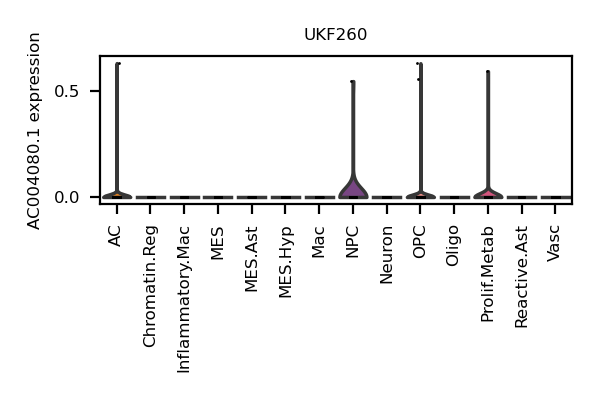 UKF260
AC004080.1 expression
0.5
0.0
AC
Chromatin.Reg
Inflammatory.Mac
MES
MES.Ast
MES.Hyp
Mac
NPC
Neuron
OPC
Oligo
Prolif.Metab
Reactive.Ast
Vasc